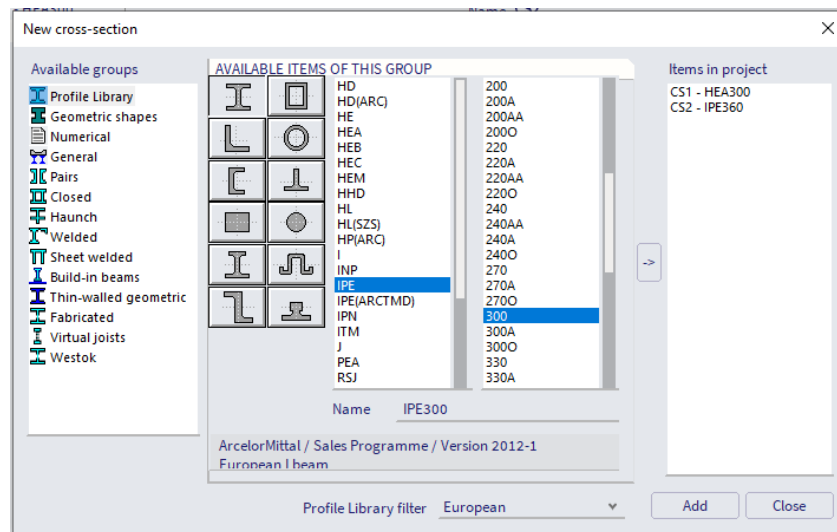 New cross-section
Available groups
Profile Library
Geometric shapes
Numerical
General
Pairs
Closed
Haunch
Welded
Sheet welded
Build-in beams
Thin-walled geometric
Fabricated
Virtual joists
Westok
AVAILABLE ITEMS OF THIS GROUP
HD
HD(ARC)
HE
HEA
HEB
HEC
HEM
HHD
HL
HL(SZS)
HP(ARC)
I
INP
IPE
IPE(ARCTMD)
IPN
ITM
J
PEA
RSJ
200
200A
200AA
200O
220
220A
220AA
220O
240
240AA
240A
240O
270
270A
270O
300
300A
300O
330
330A
Name IPE300
ArcelorMittal / Sales Programme / Version 2012-1
European I beam
Profile Library filter European
->
Items in project
CS1 - HEA300
CS2 - IPE360
Add
Close